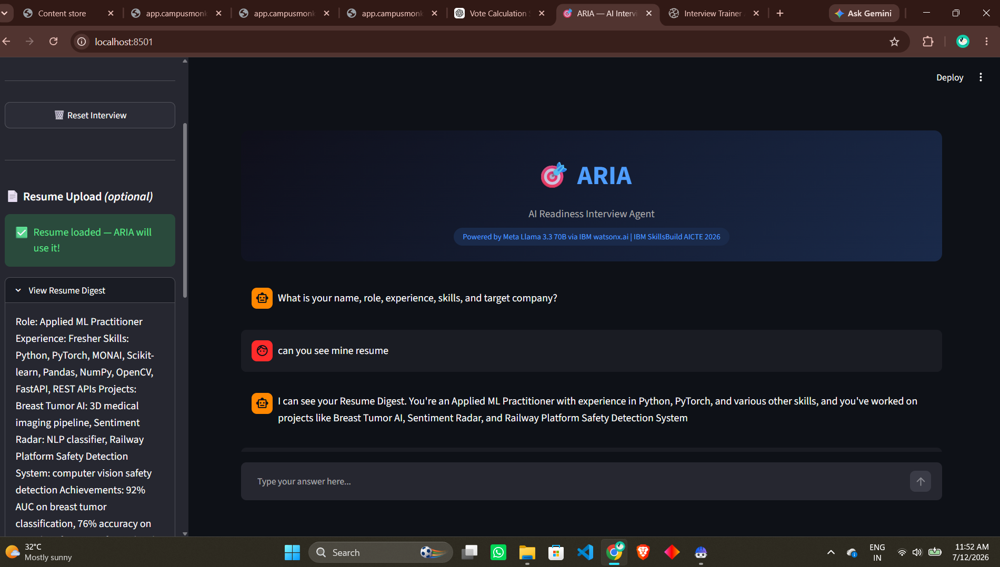 Content store
app.campusmonk
app.campusmonk
app.campusmonk
Vote Calculation
ARIA — AI Intervi
Interview Trainer
Ask Gemini
localhost:8501
Deploy
Reset Interview
Resume Upload (optional)
Resume loaded — ARIA will
use it!
View Resume Digest
Role: Applied ML Practitioner
Experience: Fresher Skills:
Python, PyTorch, MONAI, Scikit-
learn, Pandas, NumPy, OpenCV,
FastAPI, REST APIs Projects:
Breast Tumor AI: 3D medical
imaging pipeline, Sentiment
Radar: NLP classifier, Railway
Platform Safety Detection
System: computer vision safety
detection Achievements: 92%
AUC on breast tumor
classification, 76% accuracy on
ARIA
AI Readiness Interview Agent
Powered by Meta Llama 3.3 70B via IBM watsonx.ai | IBM SkillsBuild AICTE 2026
What is your name, role, experience, skills, and target company?
can you see mine resume
I can see your Resume Digest. You're an Applied ML Practitioner with experience in Python, PyTorch, and various other skills, and you've worked on
projects like Breast Tumor AI, Sentiment Radar, and Railway Platform Safety Detection System
Type your answer here...
32°C
Mostly sunny
Search
ENG
IN
11:52 AM
7/12/2026